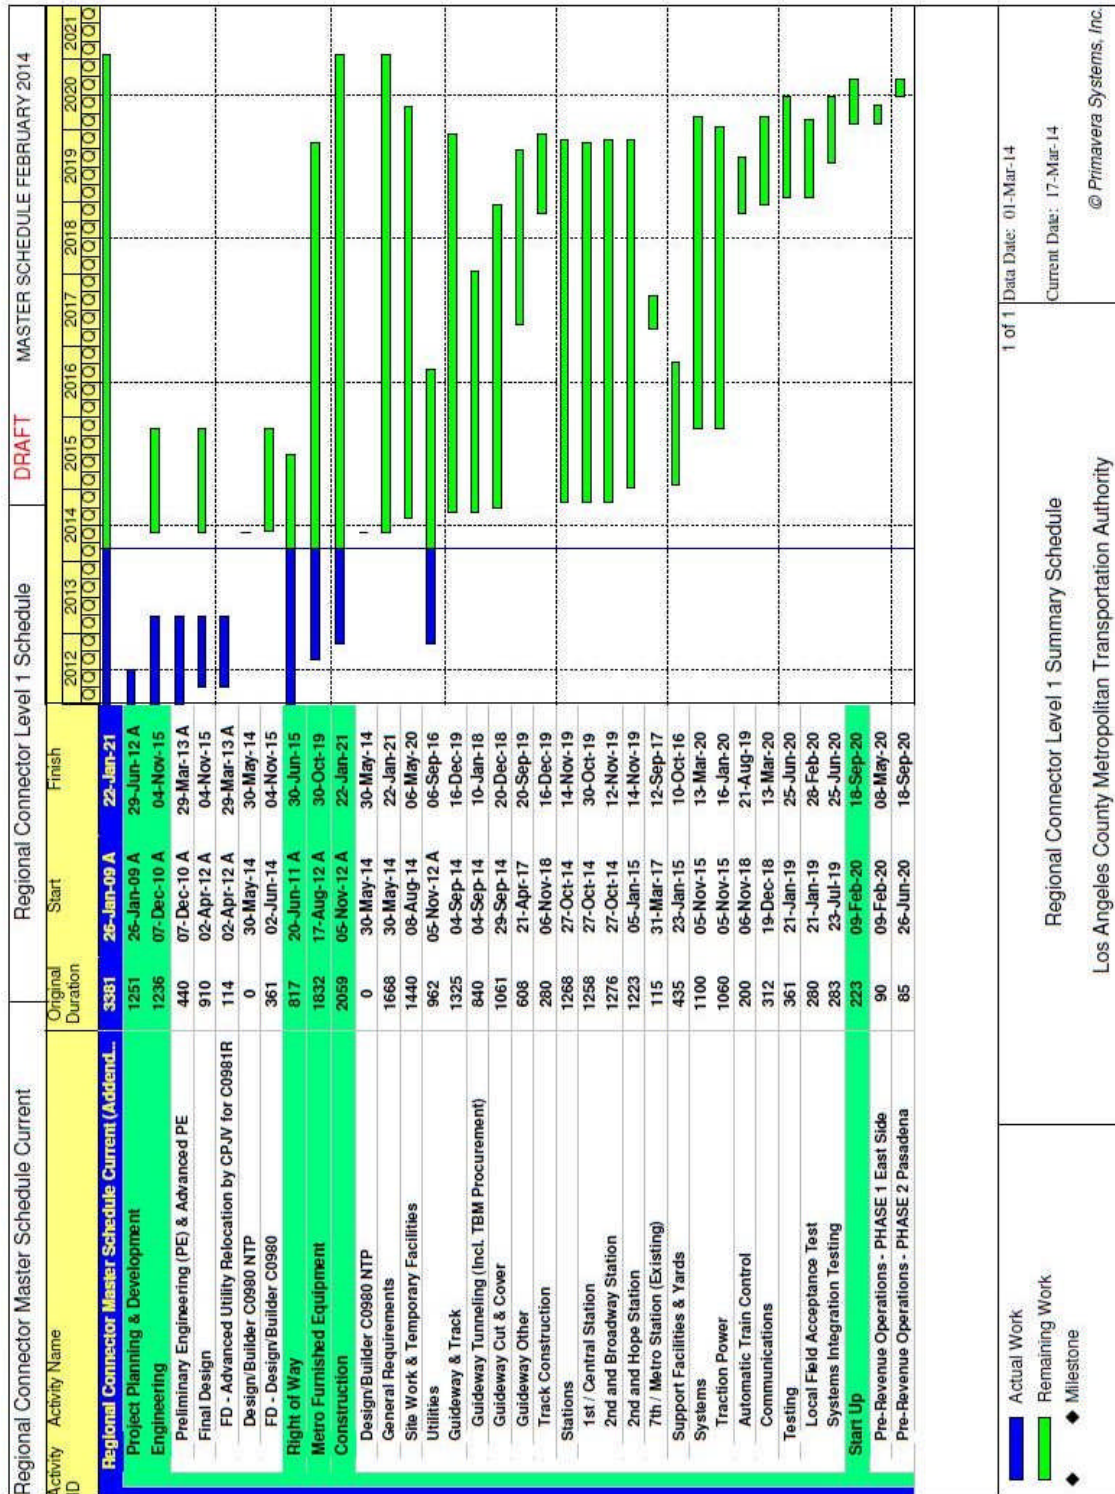 Regional Connector Master Schedule Current Regional Connector Level 1 Schedule DRAFT MASTER SCHEDULE FEBRUARY 2014
Activity ID Activity Name Original Duration Start Finish 2012 2013 2014 2015 2016 2017 2018 2019 2020 2021
Q Q Q Q Q Q Q Q Q Q Q Q Q Q Q Q Q Q Q Q Q Q Q Q Q Q Q Q Q Q Q Q Q Q Q Q Q Q
Regional Connector Master Schedule Current (Addend... 3381 26-Jan-09 A 22-Jan-21
Project Planning & Development 1251 26-Jan-09 A 29-Jun-12 A
Engineering 1236 07-Dec-10 A 04-Nov-15
Preliminary Engineering (PE) & Advanced PE 440 07-Dec-10 A 29-Mar-13 A
Final Design 910 02-Apr-12 A 04-Nov-15
FD - Advanced Utility Relocation by CPJV for C0981R 114 02-Apr-12 A 29-Mar-13 A
Design/Builder C0980 NTP 0 30-May-14 30-May-14
FD - Design/Builder C0980 361 02-Jun-14 04-Nov-15
Right of Way 817 20-Jun-11 A 30-Jun-15
Metro Furnished Equipment 1832 17-Aug-12 A 30-Oct-19
Construction 2059 05-Nov-12 A 22-Jan-21
Design/Builder C0980 NTP 0 30-May-14 30-May-14
General Requirements 1668 30-May-14 22-Jan-21
Site Work & Temporary Facilities 1440 08-Aug-14 06-May-20
Utilities 962 05-Nov-12 A 06-Sep-16
Guideway & Track 1325 04-Sep-14 16-Dec-19
Guideway Tunneling (Incl. TBM Procurement) 840 04-Sep-14 10-Jan-18
Guideway Cut & Cover 1061 29-Sep-14 20-Dec-18
Guideway Other 608 21-Apr-17 20-Sep-19
Track Construction 280 06-Nov-18 16-Dec-19
Stations 1268 27-Oct-14 14-Nov-19
1st / Central Station 1258 27-Oct-14 30-Oct-19
2nd and Broadway Station 1276 27-Oct-14 12-Nov-19
2nd and Hope Station 1223 05-Jan-15 14-Nov-19
7th / Metro Station (Existing) 115 31-Mar-17 12-Sep-17
Support Facilities & Yards 435 23-Jan-15 10-Oct-16
Systems 1100 05-Nov-15 13-Mar-20
Traction Power 1060 05-Nov-15 16-Jan-20
Automatic Train Control 200 06-Nov-18 21-Aug-19
Communications 312 19-Dec-18 13-Mar-20
Testing 361 21-Jan-19 25-Jun-20
Local Field Acceptance Test 280 21-Jan-19 28-Feb-20
Systems Integration Testing 283 23-Jul-19 25-Jun-20
Start Up 223 09-Feb-20 18-Sep-20
Pre-Revenue Operations - PHASE 1 East Side 90 09-Feb-20 08-May-20
Pre-Revenue Operations - PHASE 2 Pasadena 85 26-Jun-20 18-Sep-20
Actual Work
Remaining Work
Milestone
Regional Connector Level 1 Summary Schedule
Los Angeles County Metropolitan Transportation Authority
1 of 1 Data Date: 01-Mar-14
Current Date: 17-Mar-14
© Primavera Systems, Inc.